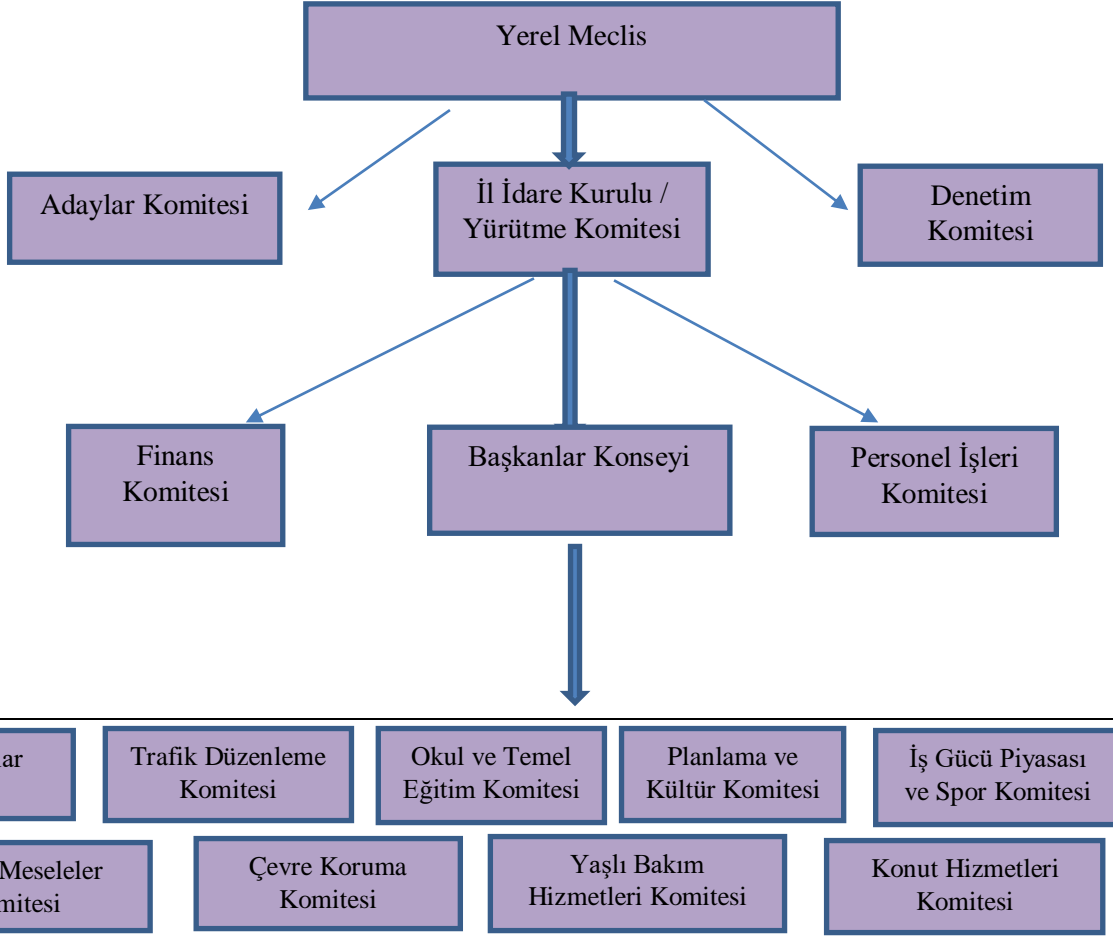 Yerel Meclis
Adaylar Komitesi
İl İdare Kurulu /
Yürütme Komitesi
Denetim
Komitesi
Finans
Komitesi
Başkanlar Konseyi
Personel İşleri
Komitesi
Trafik Düzenleme
Komitesi
Okul ve Temel
Eğitim Komitesi
Planlama ve
Kültür Komitesi
İş Gücü Piyasası
ve Spor Komitesi
Meseleler
Çevre Koruma
Komitesi
Yaşlı Bakım
Hizmetleri Komitesi
Konut Hizmetleri
Komitesi